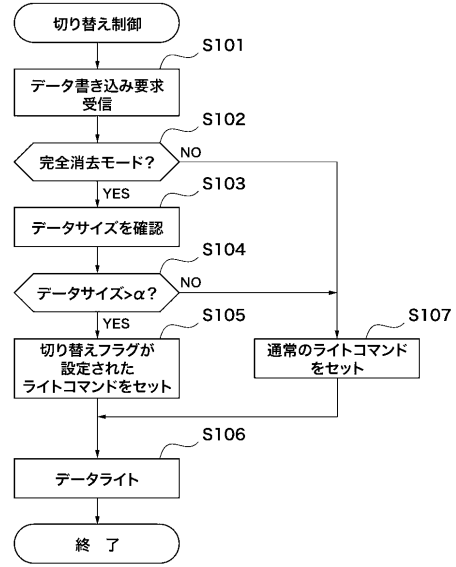 切り替え制御
S101
データ書き込み要求
受信
S102
完全消去モード?
NO
YES
S103
データサイズを確認
S104
データサイズ>α?
NO
YES
S105
切り替えフラグが
設定された
ライトコマンドをセット
S107
通常のライトコマンド
をセット
S106
データライト
終 了